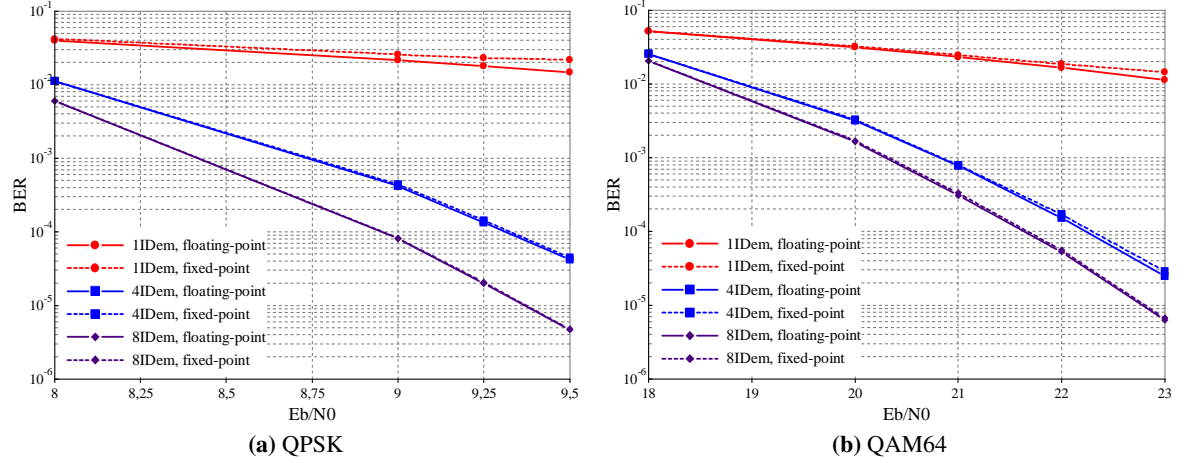 10^-1
10^-2
10^-3
10^-4
10^-5
10^-6
BER
1IDem, floating-point
1IDem, fixed-point
4IDem, floating-point
4IDem, fixed-point
8IDem, floating-point
8IDem, fixed-point
8 8,25 8,5 8,75 9 9,25 9,5
Eb/N0
(a) QPSK
10^-1
10^-2
10^-3
10^-4
10^-5
10^-6
BER
1IDem, floating-point
1IDem, fixed-point
4IDem, floating-point
4IDem, fixed-point
8IDem, floating-point
8IDem, fixed-point
18 19 20 21 22 23
Eb/N0
(b) QAM64